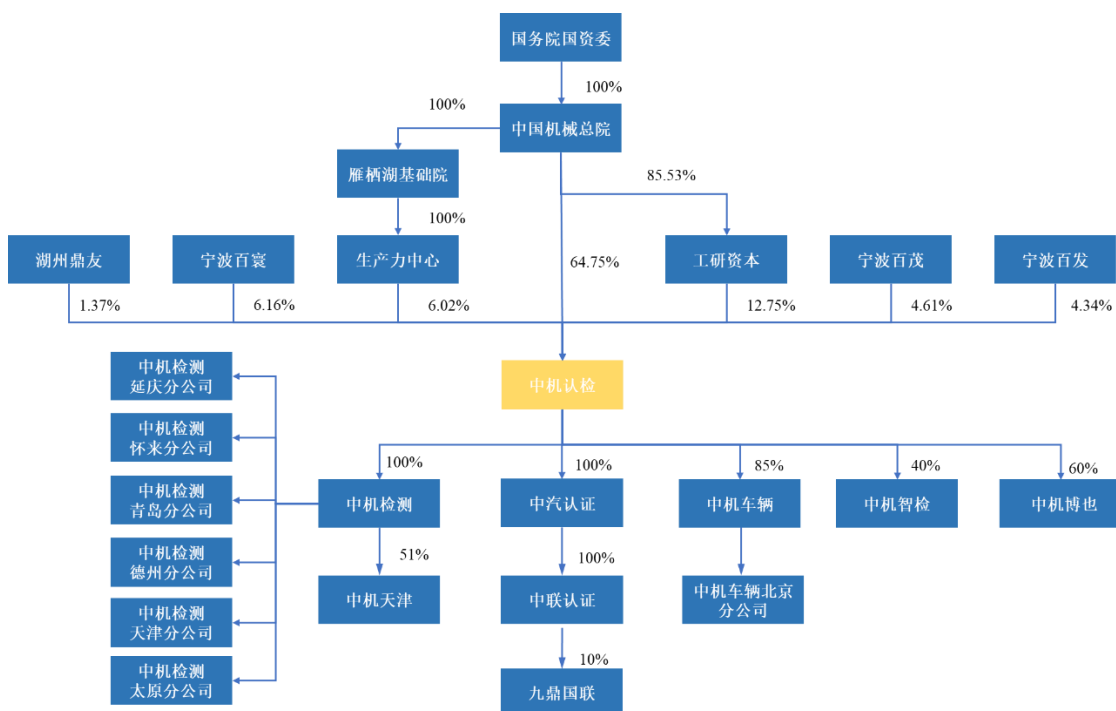 国务院国资委
100%
100%
中国机械总院
雁栖湖基础院
85.53%
100%
湖州鼎友
宁波百寰
生产力中心
64.75%
工研资本
宁波百茂
宁波百发
1.37%
6.16%
6.02%
12.75%
4.61%
4.34%
中机认检
中机检测
延庆分公司
中机检测
怀来分公司
中机检测
青岛分公司
中机检测
德州分公司
中机检测
天津分公司
中机检测
太原分公司
100%
100%
85%
40%
60%
中机检测
中汽认证
中机车辆
中机智检
中机博也
51%
100%
中机天津
中联认证
中机车辆北京
分公司
10%
九鼎国联